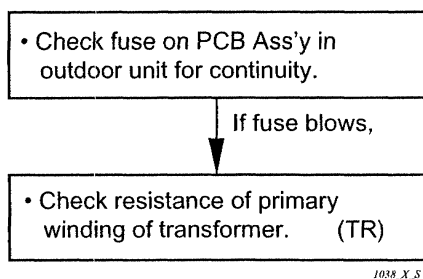 • Check fuse on PCB Ass'y in
outdoor unit for continuity.
If fuse blows,
• Check resistance of primary
winding of transformer. (TR)
1038_X_S